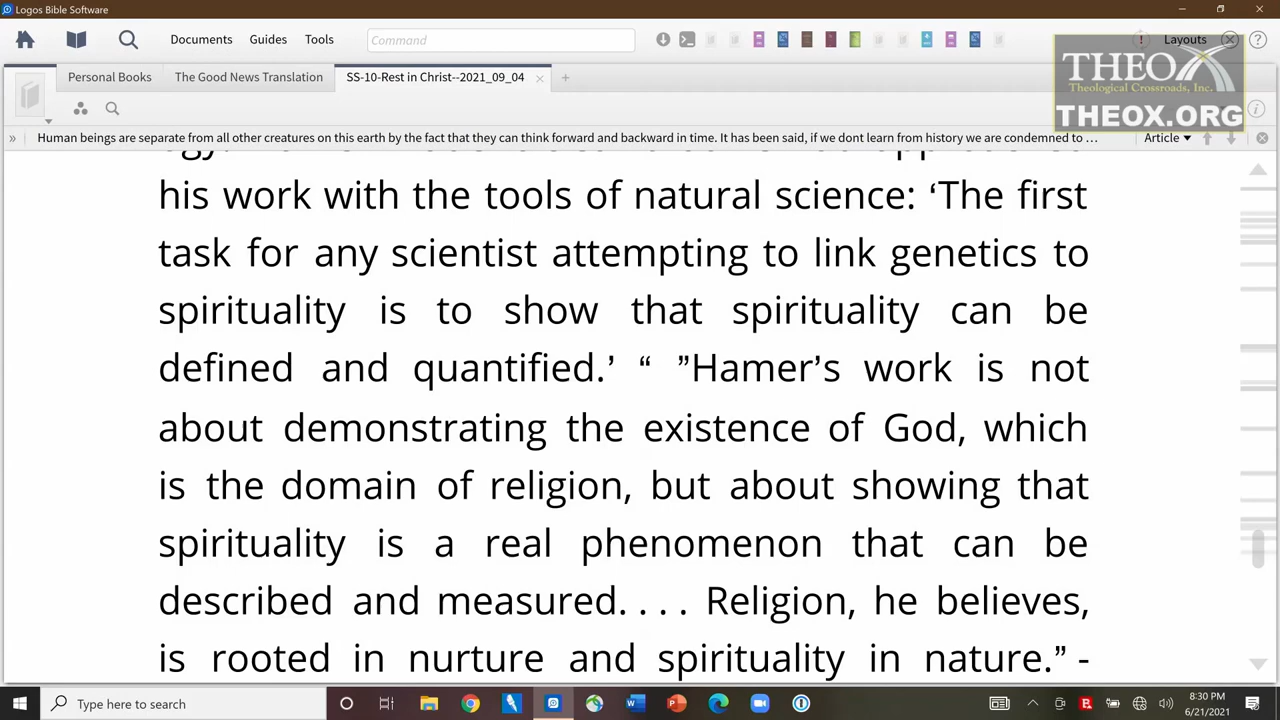 Logos Bible Software
Documents Guides Tools Command Layouts
Personal Books The Good News Translation SS-10-Rest in Christ--2021_09_04
THEOX
Theological Crossroads, Inc.
THEOX.ORG
Human beings are separate from all other creatures on this earth by the fact that they can think forward and backward in time. It has been said, if we dont learn from history we are condemned to … Article
his work with the tools of natural science: ‘The first
task for any scientist attempting to link genetics to
spirituality is to show that spirituality can be
defined and quantified.’ “ ”Hamer’s work is not
about demonstrating the existence of God, which
is the domain of religion, but about showing that
spirituality is a real phenomenon that can be
described and measured. . . . Religion, he believes,
is rooted in nurture and spirituality in nature.” -
Type here to search
8:30 PM
6/21/2021